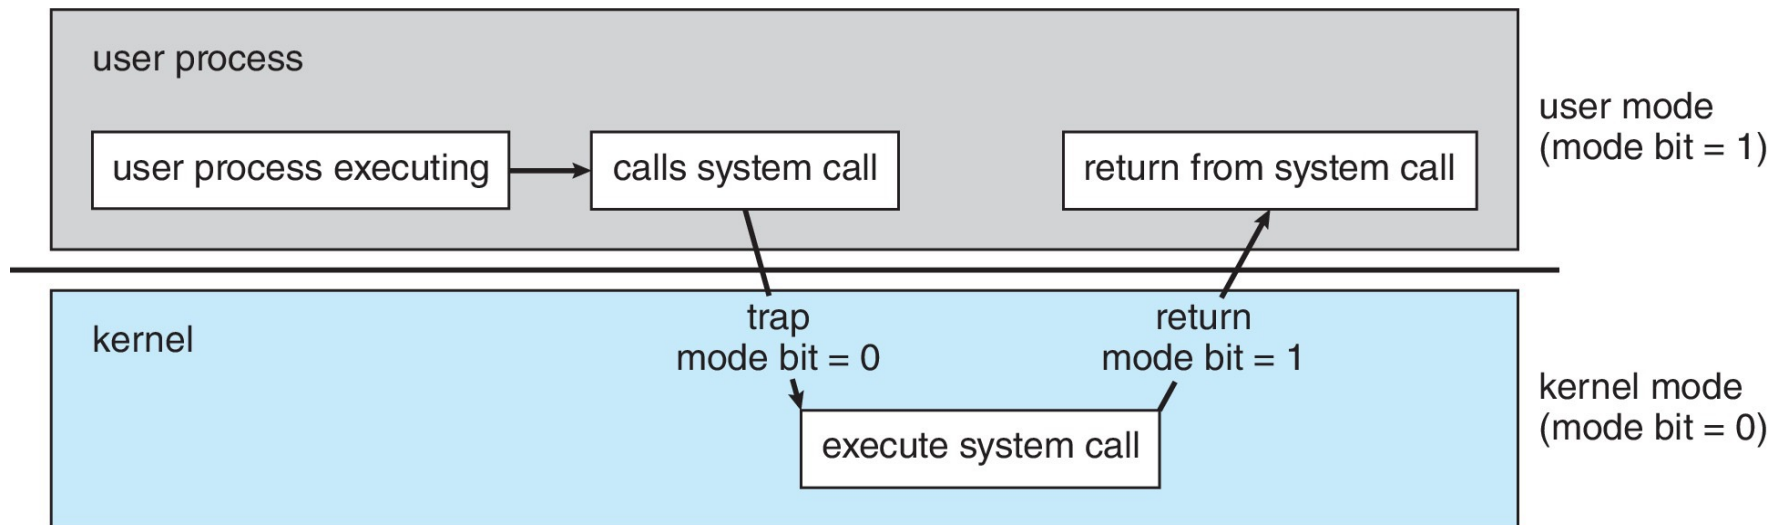 user process
user process executing
calls system call
return from system call
user mode
(mode bit = 1)
kernel
trap
mode bit = 0
return
mode bit = 1
execute system call
kernel mode
(mode bit = 0)